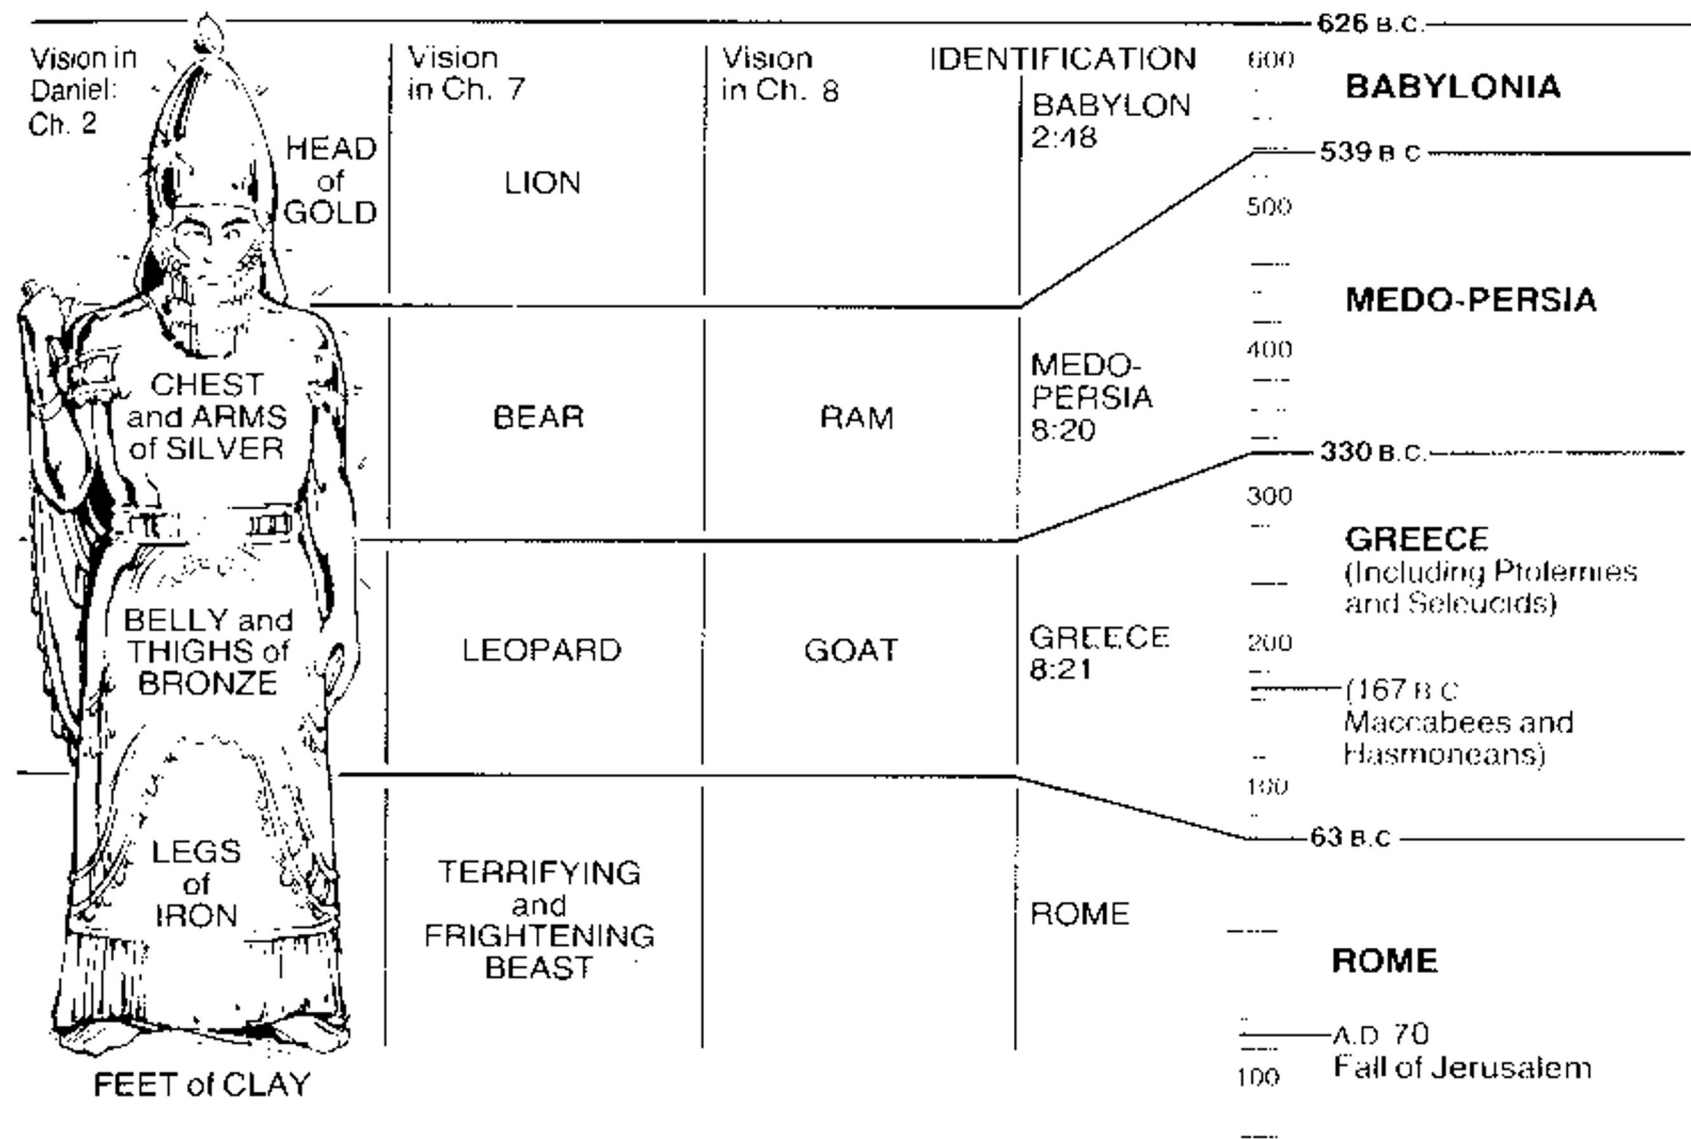 626 B.C.
Vision in
Daniel:
Ch. 2
Vision
in Ch. 7
Vision
in Ch. 8
IDENTIFICATION
600
BABYLONIA
BABYLON
2:48
HEAD
of
GOLD
LION
539 B C
500
MEDO-PERSIA
400
MEDO-
PERSIA
8:20
CHEST
and ARMS
of SILVER
BEAR
RAM
330 B.C.
300
GREECE
(Including Ptolemies
and Seleucids)
BELLY and
THIGHS of
BRONZE
LEOPARD
GOAT
GREECE
8:21
200
(167 B C
Maccabees and
Hasmoneans)
100
63 B.C
LEGS
of
IRON
TERRIFYING
and
FRIGHTENING
BEAST
ROME
ROME
A.D 70
Fall of Jerusalem
100
FEET of CLAY